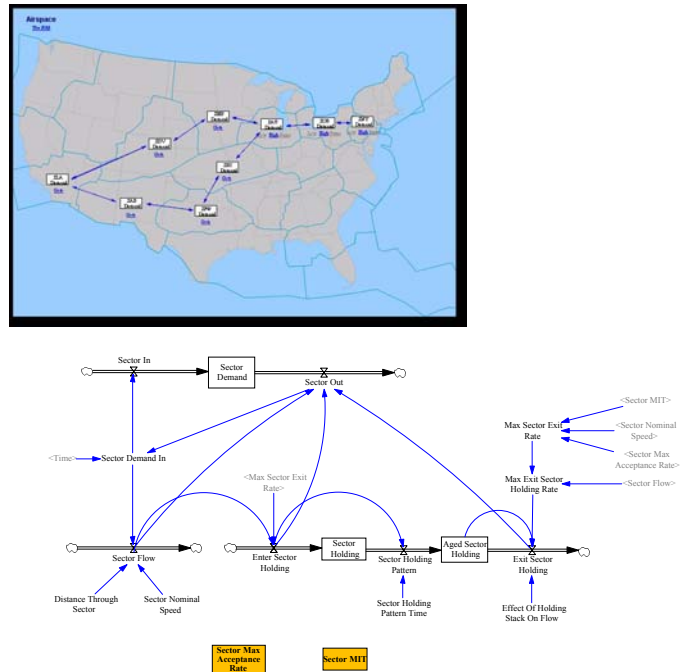 Airspace
Sector In
Sector
Demand
Sector Out
<Sector MIT>
Max Sector Exit
Rate
<Sector Nominal
Speed>
<Sector Max
Acceptance Rate>
<Time>
Sector Demand In
<Max Sector Exit
Rate>
Max Exit Sector
Holding Rate
<Sector Flow>
Sector Flow
Enter Sector
Holding
Sector
Holding
Sector Holding
Pattern
Aged Sector
Holding
Exit Sector
Holding
Distance Through
Sector
Sector Nominal
Speed
Sector Holding
Pattern Time
Effect Of Holding
Stack On Flow
Sector Max
Acceptance
Rate
Sector MIT